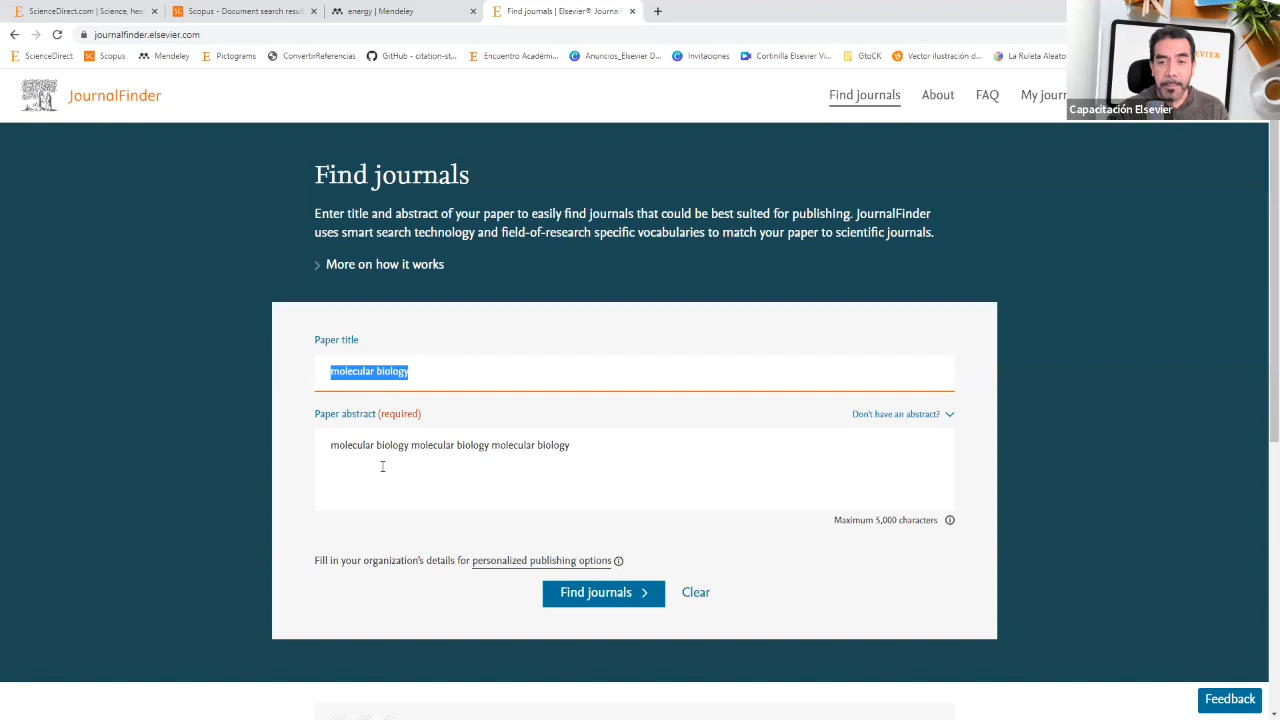 ScienceDirect.com | Science, heal
Scopus - Document search result
energy | Mendeley
Find journals | Elsevier® Journal
journalfinder.elsevier.com
ScienceDirect
Scopus
Mendeley
Pictograms
ConvertirReferencias
GitHub - citation-st...
Encuentro Académi...
Anuncios_Elsevier D...
Invitaciones
Cortinilla Elsevier Vi...
GtoCK
Vector ilustración d...
La Ruleta Aleato
JournalFinder
Find journals
About
FAQ
My journ
Capacitación Elsevier
Find journals
Enter title and abstract of your paper to easily find journals that could be best suited for publishing. JournalFinder
uses smart search technology and field-of-research specific vocabularies to match your paper to scientific journals.
More on how it works
Paper title
molecular biology
Paper abstract (required)
Don't have an abstract?
molecular biology molecular biology molecular biology
Maximum 5,000 characters
Fill in your organization's details for personalized publishing options
Find journals
Clear
Feedback